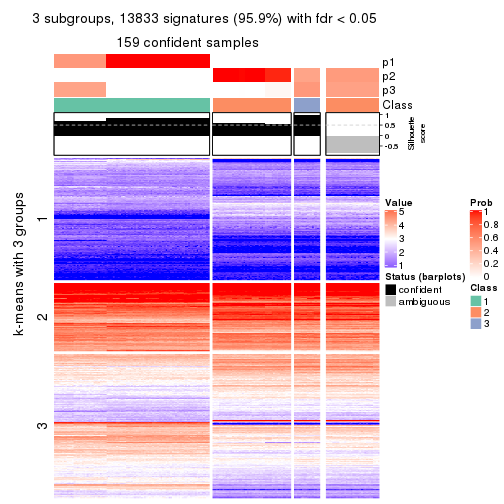 3 subgroups, 13833 signatures (95.9%) with fdr < 0.05
159 confident samples
p1
p2
p3
Class
1
0.5
0
-0.5
Silhouette
score
k-means with 3 groups
1
2
3
Value
5
4
3
2
1
Status (barplots)
confident
ambiguous
Prob
1
0.8
0.6
0.4
0.2
0
Class
1
2
3